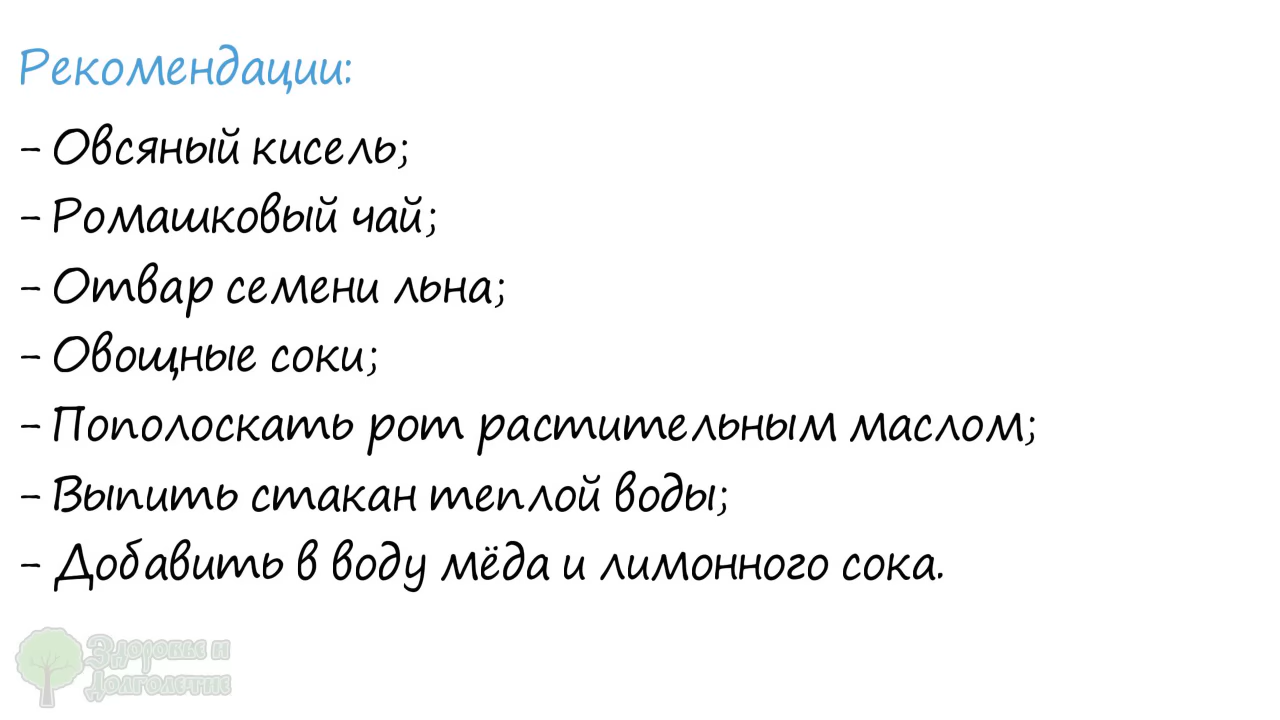 Рекомендации:
- Овсяный кисель;
- Ромашковый чай;
- Отвар семени льна;
- Овощные соки;
- Пополоскать рот растительным маслом;
- Выпить стакан теплой воды;
- Добавить в воду мёда и лимонного сока.
Здоровье и
Долголетие